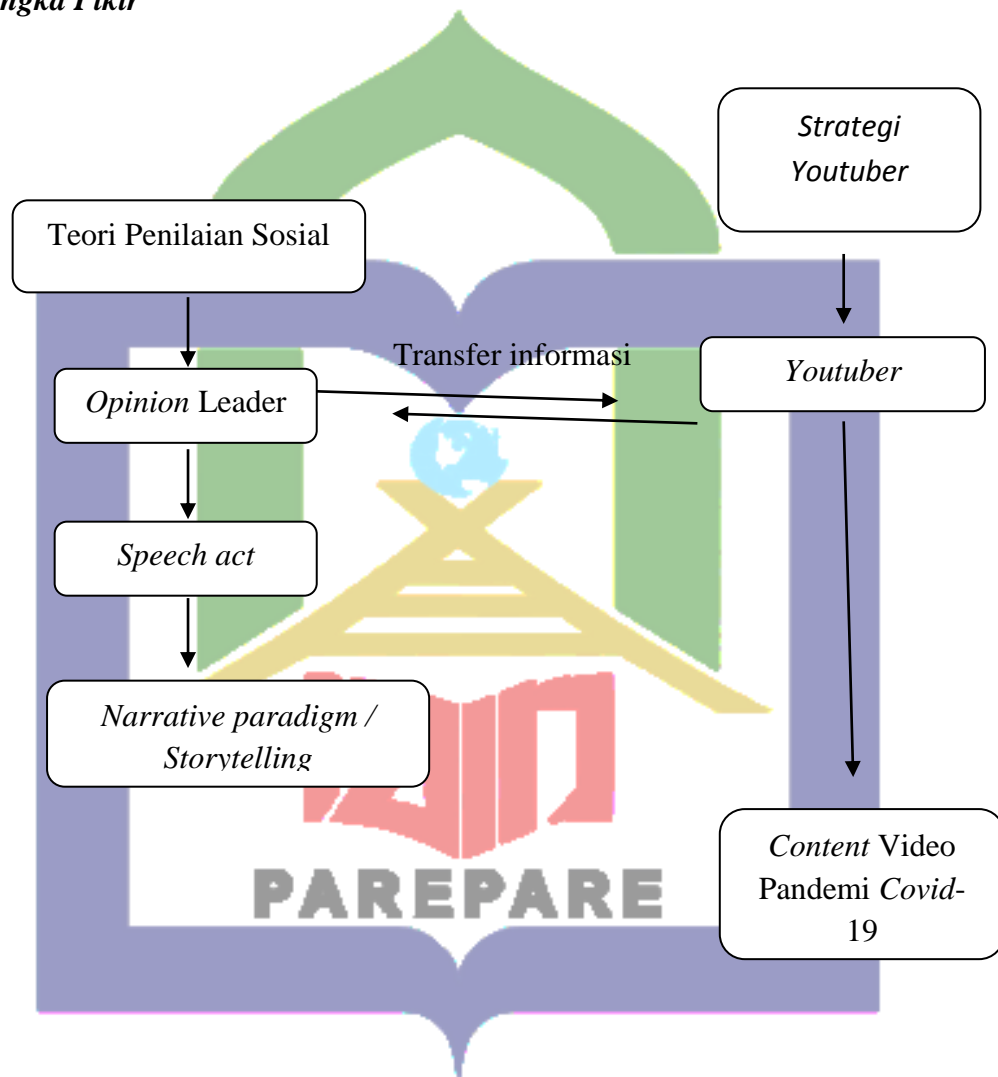 ngka Pikir
Strategi
Youtuber
Teori Penilaian Sosial
Transfer informasi
Youtuber
Opinion Leader
Speech act
Narrative paradigm /
Storytelling
Content Video
Pandemi Covid-
19
PAREPARE